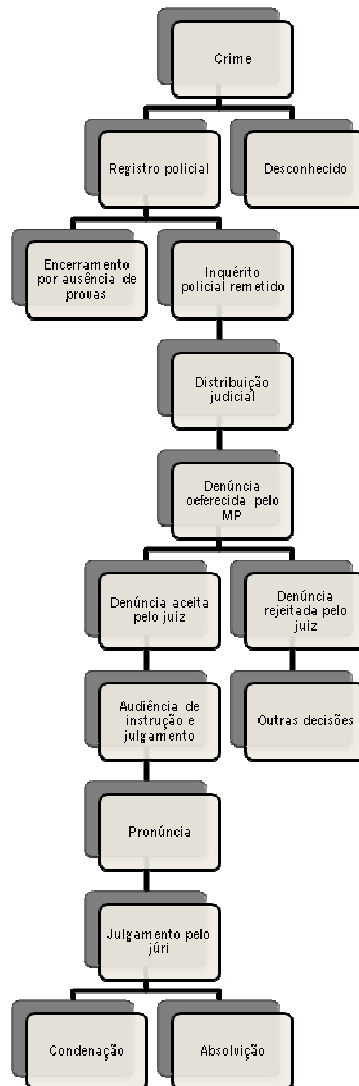 Crime
Registro policial
Desconhecido
Encerramento
por ausência de
provas
Inquérito
policial remetido
Distribuição
judicial
Denúncia
oeferecida pelo
MP
Denúncia aceita
pelo juiz
Denúncia
rejeitada pelo
juiz
Audiência de
instrução e
julgamento
Outras decisões
Pronúncia
Julgamento pelo
júri
Condenação
Absolvição